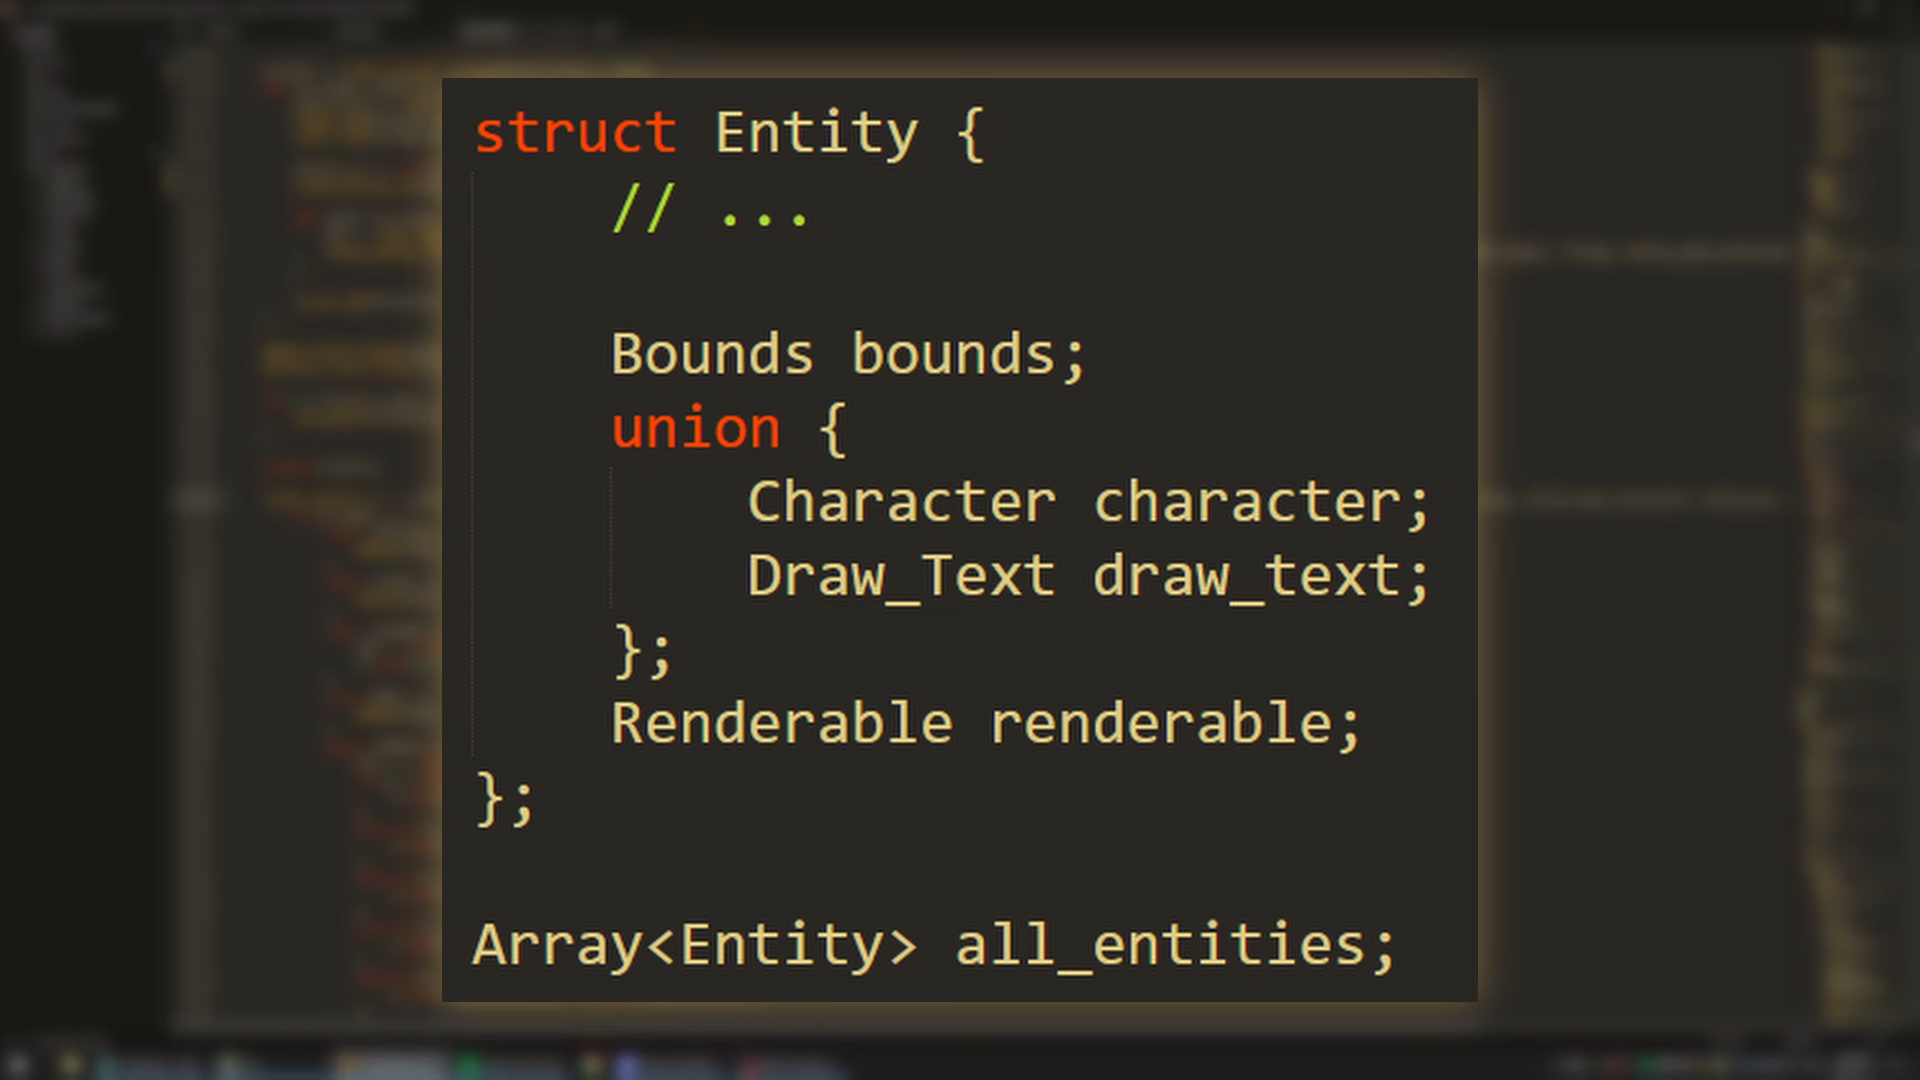 struct Entity {
// ...
Bounds bounds;
union {
Character character;
Draw_Text draw_text;
};
Renderable renderable;
};
Array<Entity> all_entities;